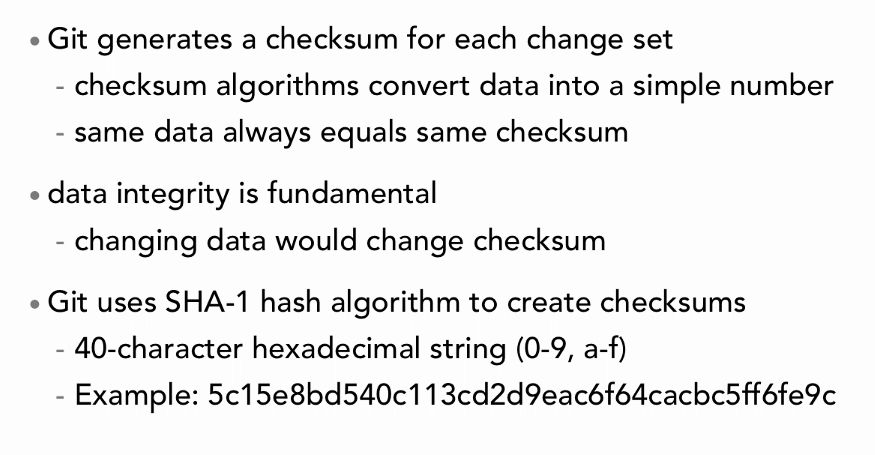 • Git generates a checksum for each change set
- checksum algorithms convert data into a simple number
- same data always equals same checksum
• data integrity is fundamental
- changing data would change checksum
• Git uses SHA-1 hash algorithm to create checksums
- 40-character hexadecimal string (0-9, a-f)
- Example: 5c15e8bd540c113cd2d9eac6f64cacbc5ff6fe9c